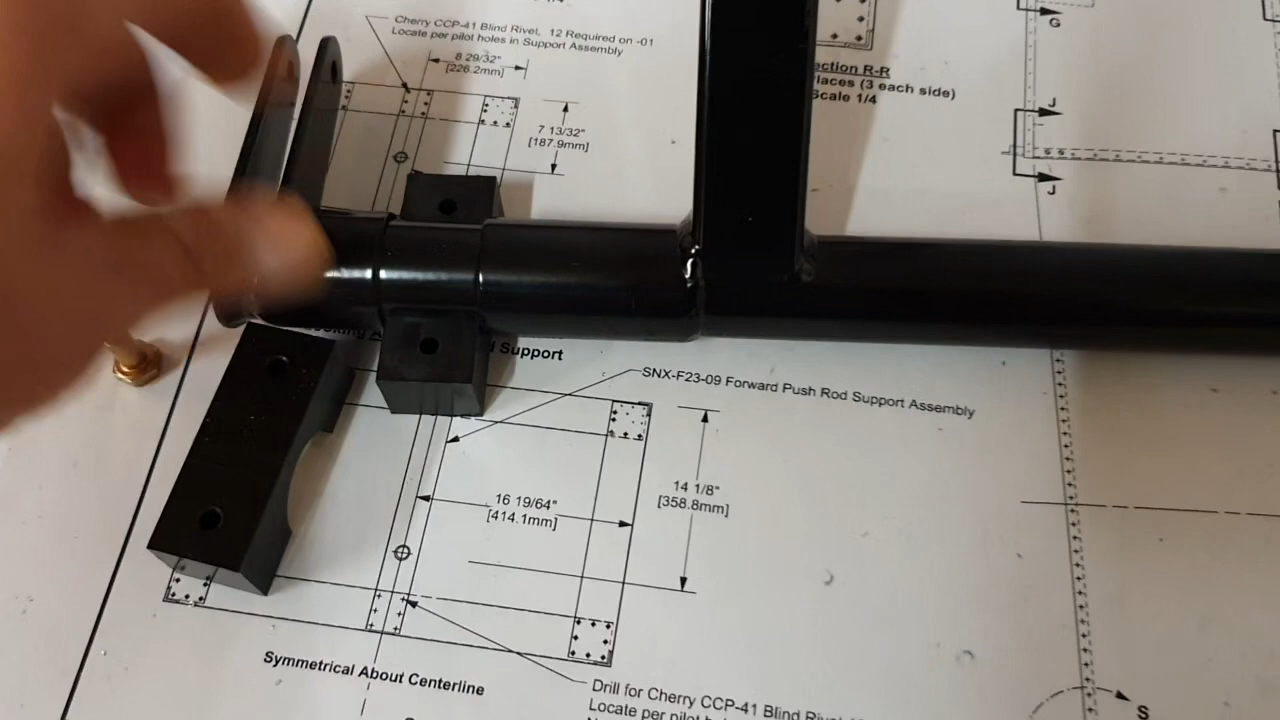 Cherry CCP-41 Blind Rivet, 12 Required on -01
Locate per pilot holes in Support Assembly
8 29/32"
[226.2mm]
7 13/32"
[187.9mm]
Section R-R
Places (3 each side)
Scale 1/4
G
J
J
Support
SNX-F23-09 Forward Push Rod Support Assembly
16 19/64"
[414.1mm]
14 1/8"
[358.8mm]
Symmetrical About Centerline
Drill for Cherry CCP-41 Blind
Locate per pilot
S